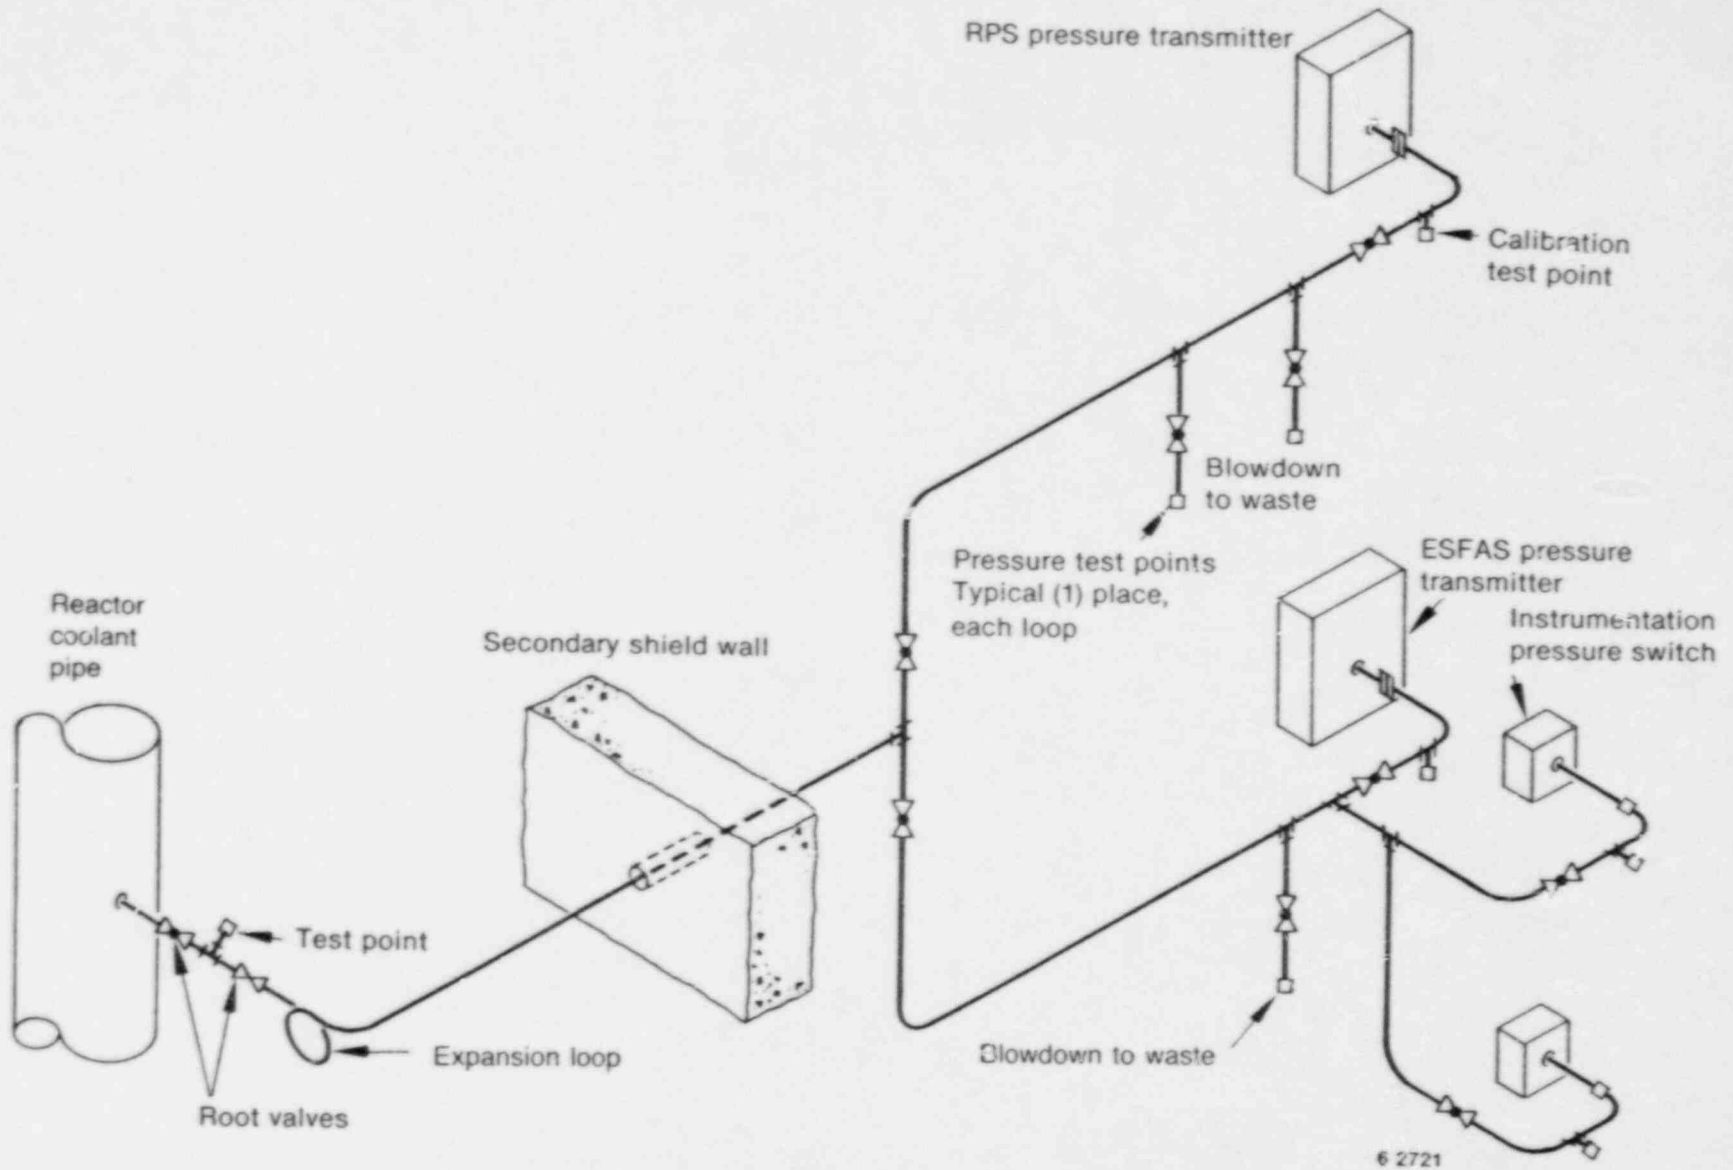 RPS pressure transmitter
Calibration
test point
Blowdown
to waste
Pressure test points
Typical (1) place,
each loop
ESFAS pressure
transmitter
Instrumentation
pressure switch
Reactor
coolant
pipe
Secondary shield wall
Test point
Expansion loop
Root valves
Blowdown to waste
6 2721